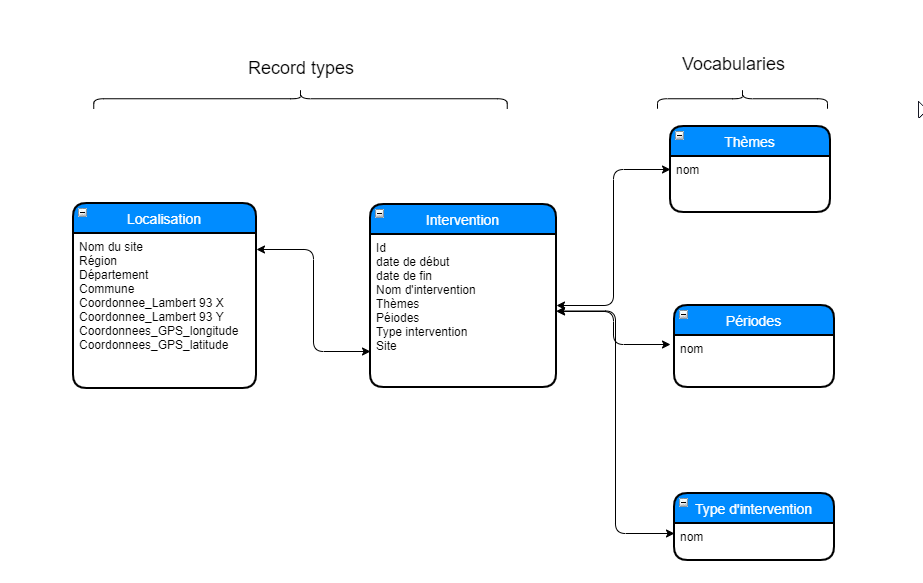 Record types
Vocabularies
Localisation
Nom du site
Région
Département
Commune
Coordonnee_Lambert 93 X
Coordonnee_Lambert 93 Y
Coordonnees_GPS_longitude
Coordonnees_GPS_latitude
Intervention
Id
date de début
date de fin
Nom d'intervention
Thèmes
Péiodes
Type intervention
Site
Thèmes
nom
Périodes
nom
Type d'intervention
nom